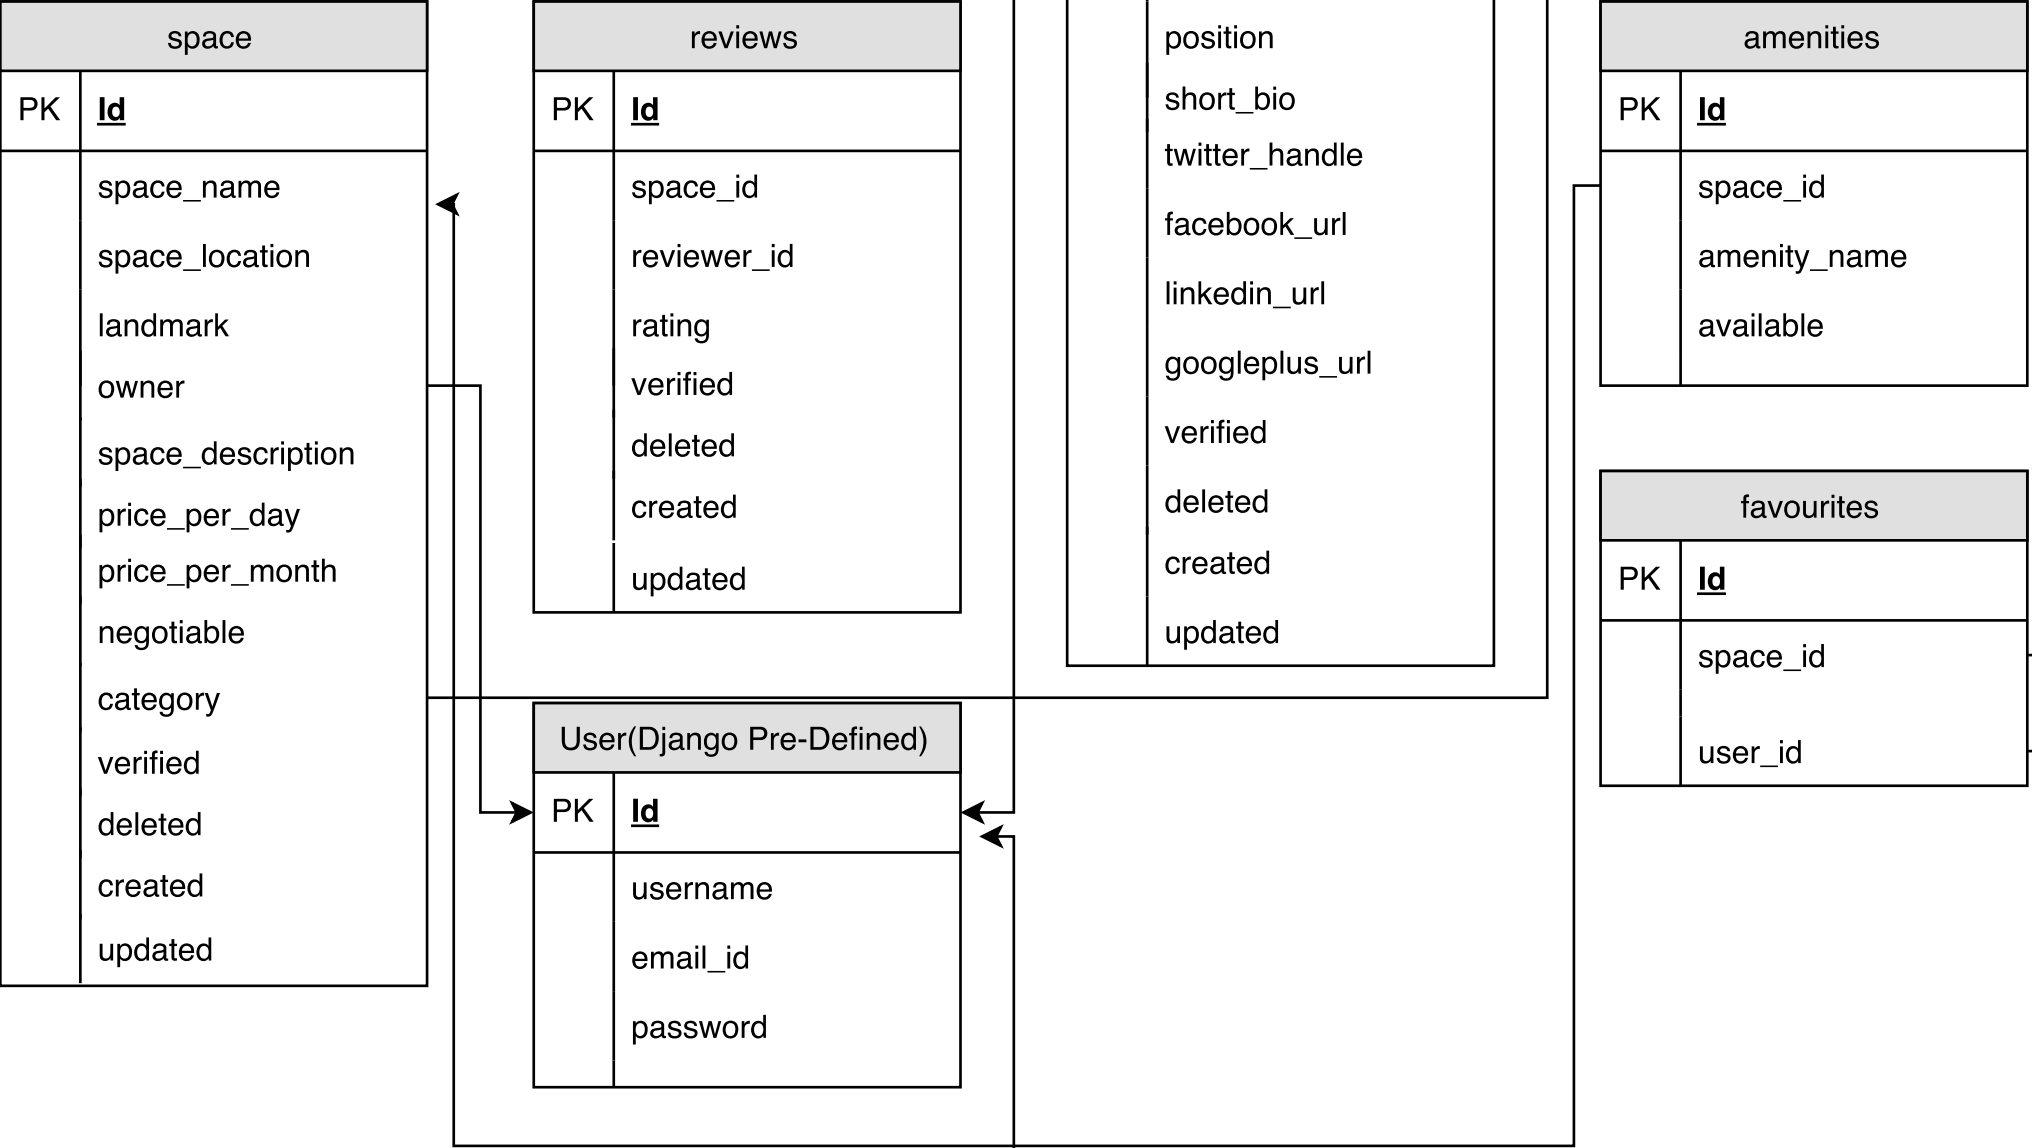 space
PK
Id
space_name
space_location
landmark
owner
space_description
price_per_day
price_per_month
negotiable
category
verified
deleted
created
updated
reviews
PK
Id
space_id
reviewer_id
rating
verified
deleted
created
updated
User(Django Pre-Defined)
PK
Id
username
email_id
password
position
short_bio
twitter_handle
facebook_url
linkedin_url
googleplus_url
verified
deleted
created
updated
amenities
PK
Id
space_id
amenity_name
available
favourites
PK
Id
space_id
user_id